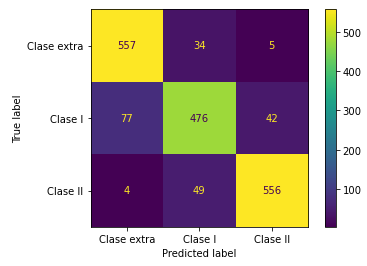 Clase extra 557 34 5
Clase I 77 476 42
Clase II 4 49 556
Clase extra Clase I Clase II
Predicted label
True label
500
400
300
200
100